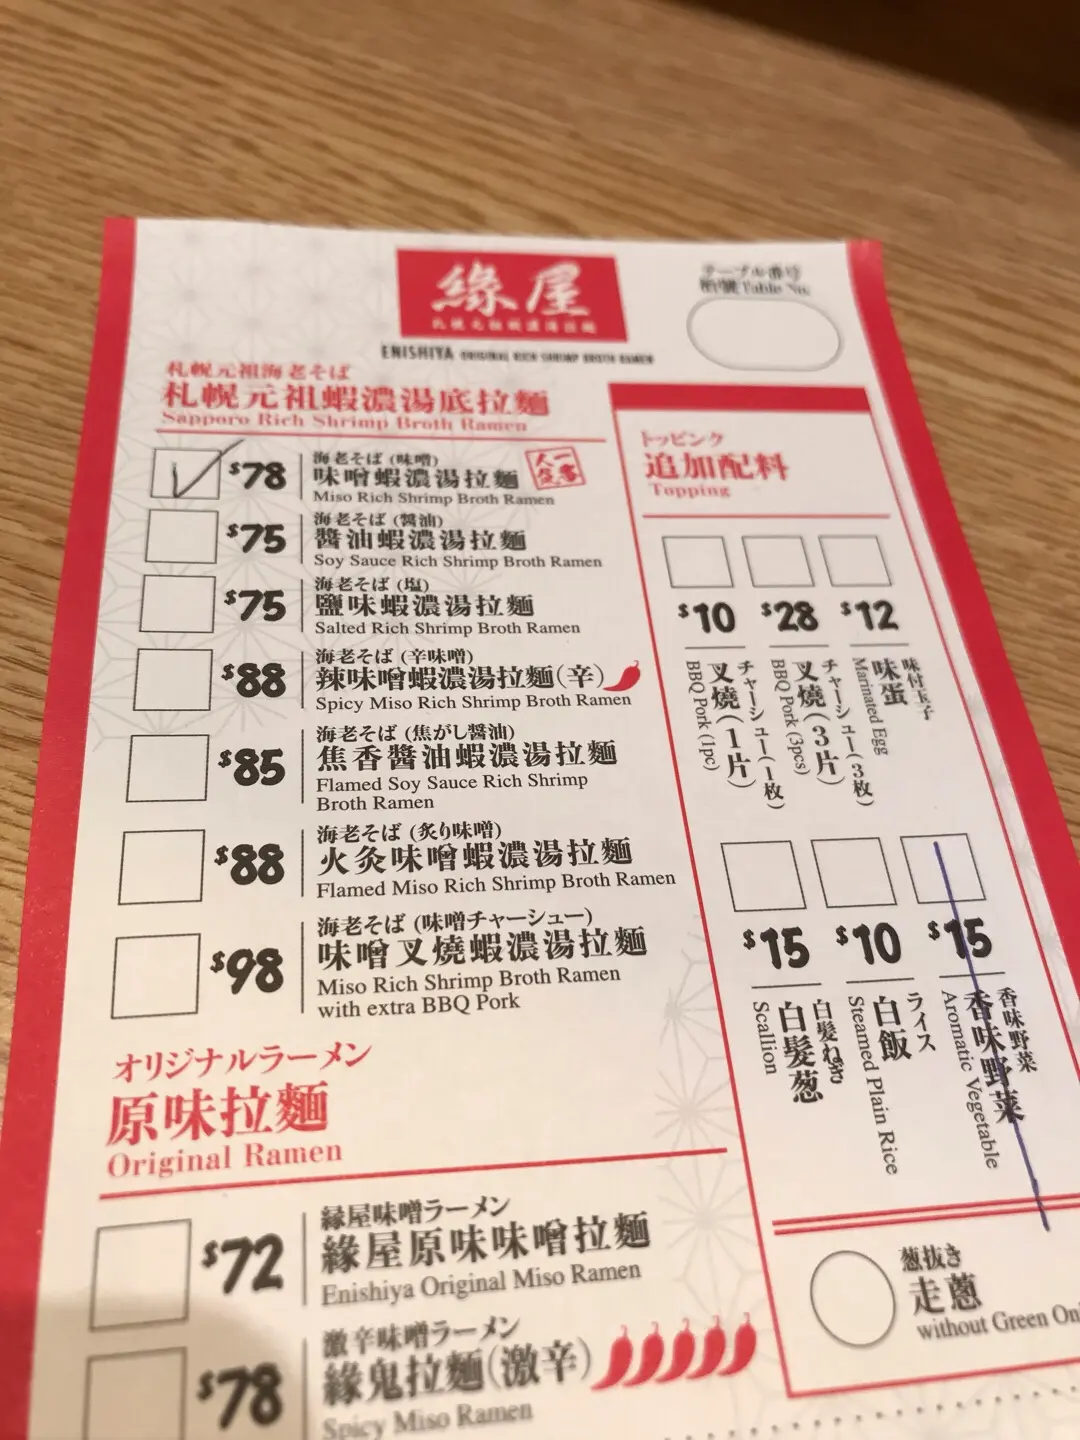 緣屋
札幌元祖蝦濃湯拉麵
ENISHIYA ORIGINAL RICH SHRIMP BROTH RAMEN
テーブル番号
枱號Table No.
札幌元祖海老そば
札幌元祖蝦濃湯底拉麵
Sapporo Rich Shrimp Broth Ramen
海老そば (味噌)
$78 味噌蝦濃湯拉麵 一番人気
Miso Rich Shrimp Broth Ramen
海老そば (醤油)
$75 醬油蝦濃湯拉麵
Soy Sauce Rich Shrimp Broth Ramen
海老そば (塩)
$75 鹽味蝦濃湯拉麵
Salted Rich Shrimp Broth Ramen
海老そば (辛味噌)
$88 辣味噌蝦濃湯拉麵(辛)
Spicy Miso Rich Shrimp Broth Ramen
海老そば (焦がし醤油)
$85 焦香醬油蝦濃湯拉麵
Flamed Soy Sauce Rich Shrimp
Broth Ramen
海老そば (炙り味噌)
$88 火灸味噌蝦濃湯拉麵
Flamed Miso Rich Shrimp Broth Ramen
海老そば (味噌チャーシュー)
$98 味噌叉燒蝦濃湯拉麵
Miso Rich Shrimp Broth Ramen
with extra BBQ Pork
オリジナルラーメン
原味拉麵
Original Ramen
縁屋味噌ラーメン
$72 緣屋原味味噌拉麵
Enishiya Original Miso Ramen
激辛味噌ラーメン
$78 緣鬼拉麵(激辛)
Spicy Miso Ramen
トッピング
追加配料
Topping
$10
チャーシュー(1枚)
叉燒(1片)
BBQ Pork (1pc)
$28
チャーシュー(3枚)
叉燒(3片)
BBQ Pork (3pcs)
$12
味付玉子
味蛋
Marinated Egg
$15
白髪ねぎ
白髮葱
Scallion
$10
ライス
白飯
Steamed Plain Rice
$15
香味野菜
香味野菜
Aromatic Vegetable
葱抜き
走蔥
without Green On